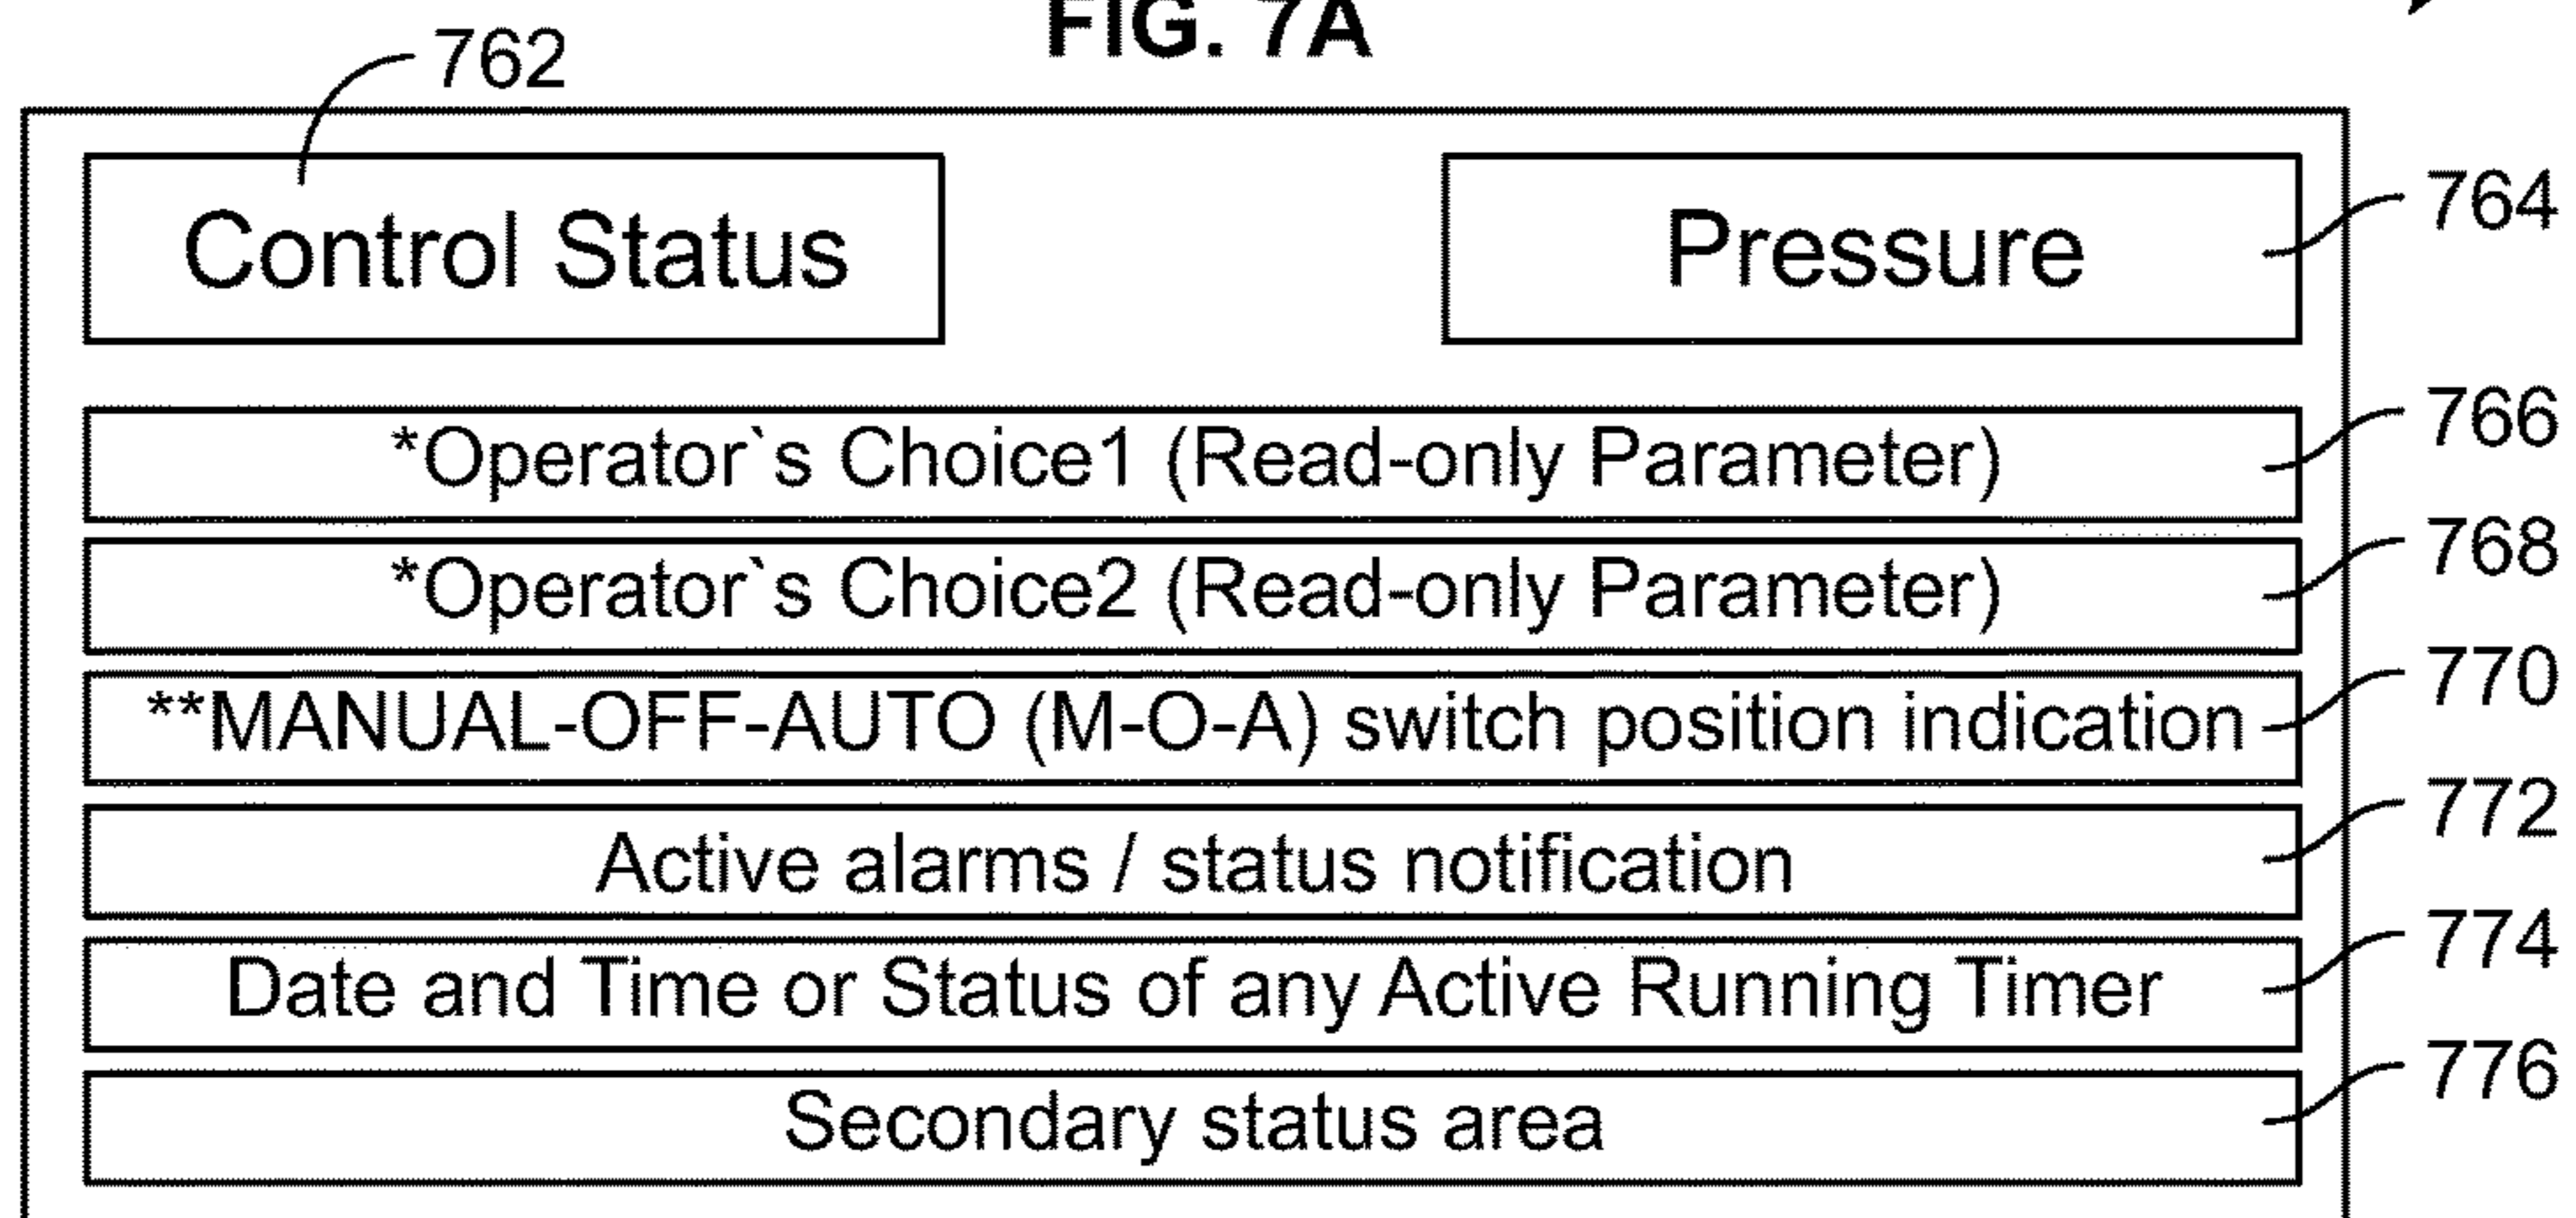 FIG. 7A
762
Control Status
Pressure
764
766
*Operator`s Choice1 (Read-only Parameter)
768
*Operator`s Choice2 (Read-only Parameter)
770
**MANUAL-OFF-AUTO (M-O-A) switch position indication
772
Active alarms / status notification
774
Date and Time or Status of any Active Running Timer
776
Secondary status area